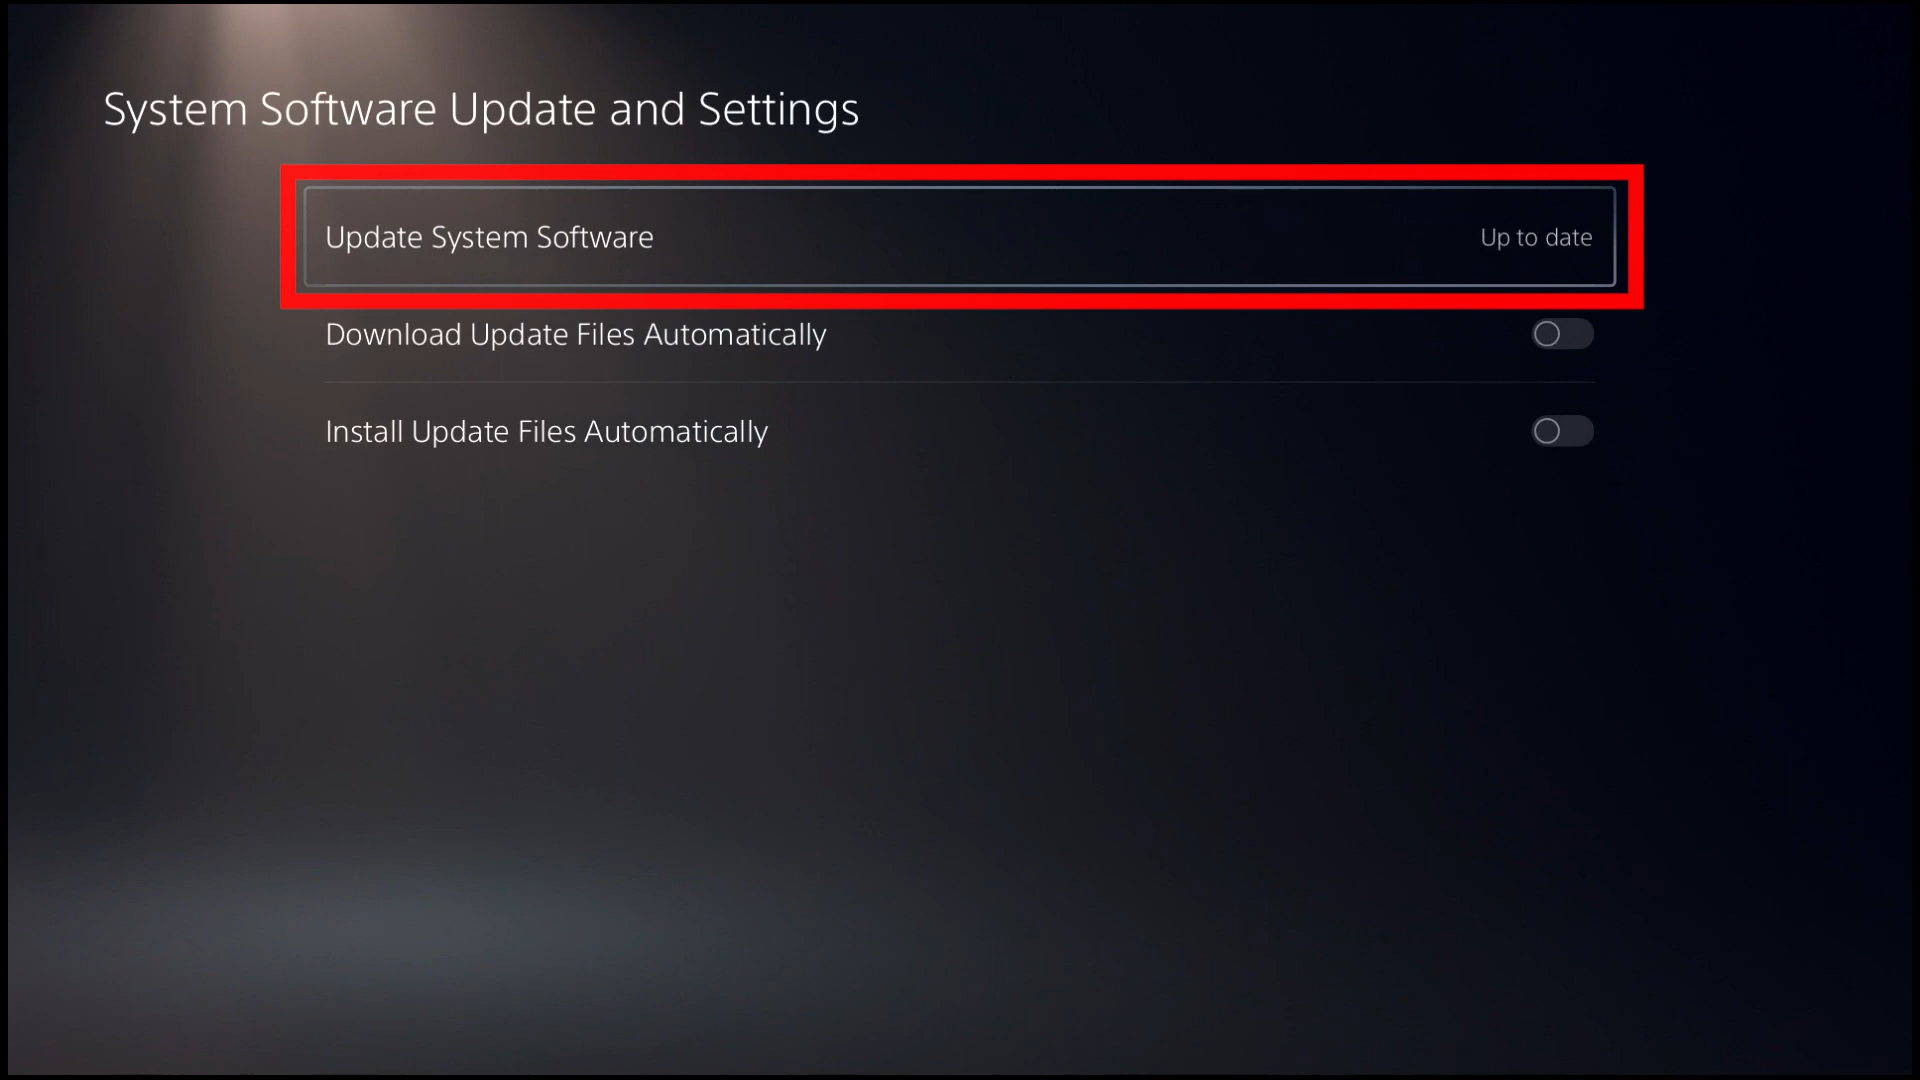 System Software Update and Settings
Update System Software
Up to date
Download Update Files Automatically
Install Update Files Automatically